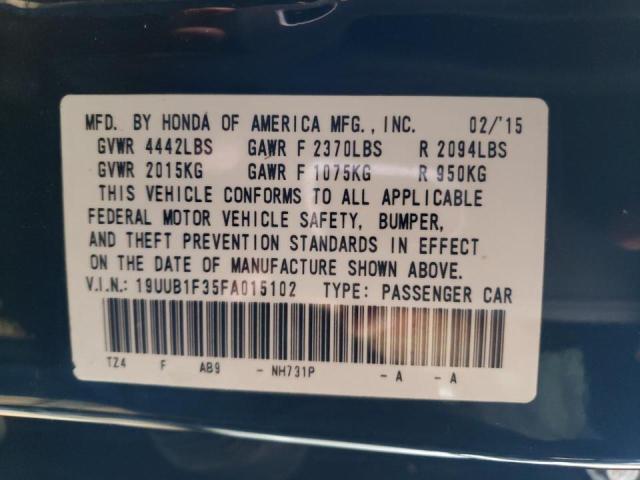 MFD. BY HONDA OF AMERICA MFG., INC. 02/'15
GVWR 4442LBS GAWR F 2370LBS R 2094LBS
GVWR 2015KG GAWR F 1075KG R 950KG
THIS VEHICLE CONFORMS TO ALL APPLICABLE
FEDERAL MOTOR VEHICLE SAFETY, BUMPER,
AND THEFT PREVENTION STANDARDS IN EFFECT
ON THE DATE OF MANUFACTURE SHOWN ABOVE.
V.I.N.: 19UUB1F35FA015102 TYPE: PASSENGER CAR
TZ4 F AB9 - NH731P - A - A